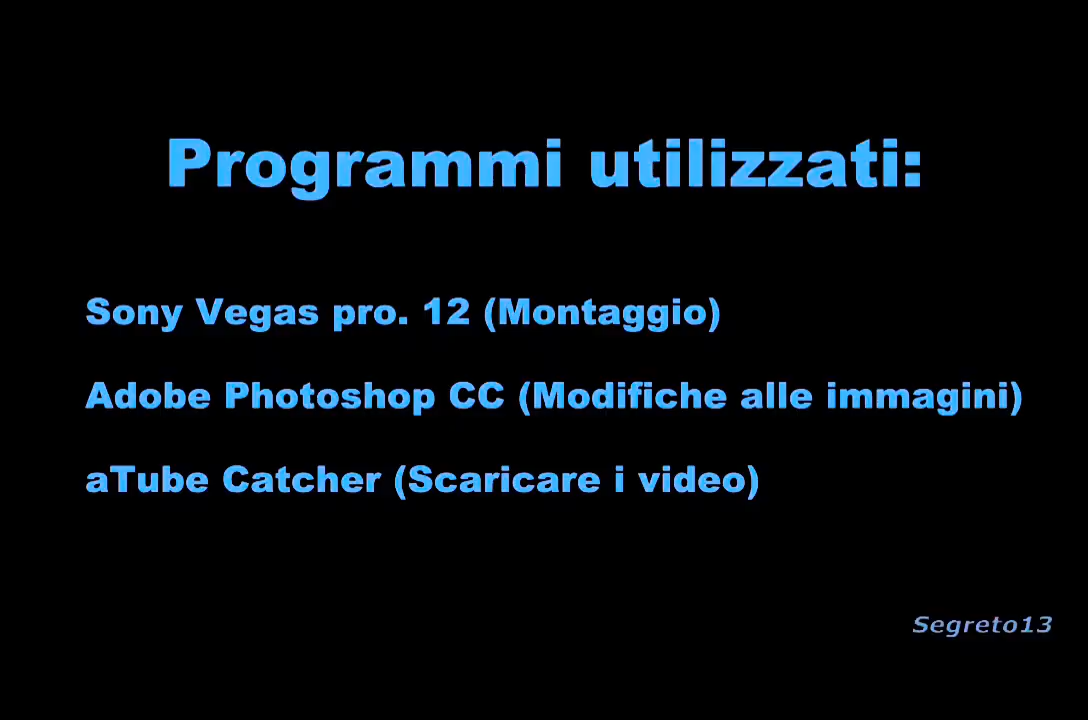 Programmi utilizzati:
Sony Vegas pro. 12 (Montaggio)
Adobe Photoshop CC (Modifiche alle immagini)
aTube Catcher (Scaricare i video)
Segreto13